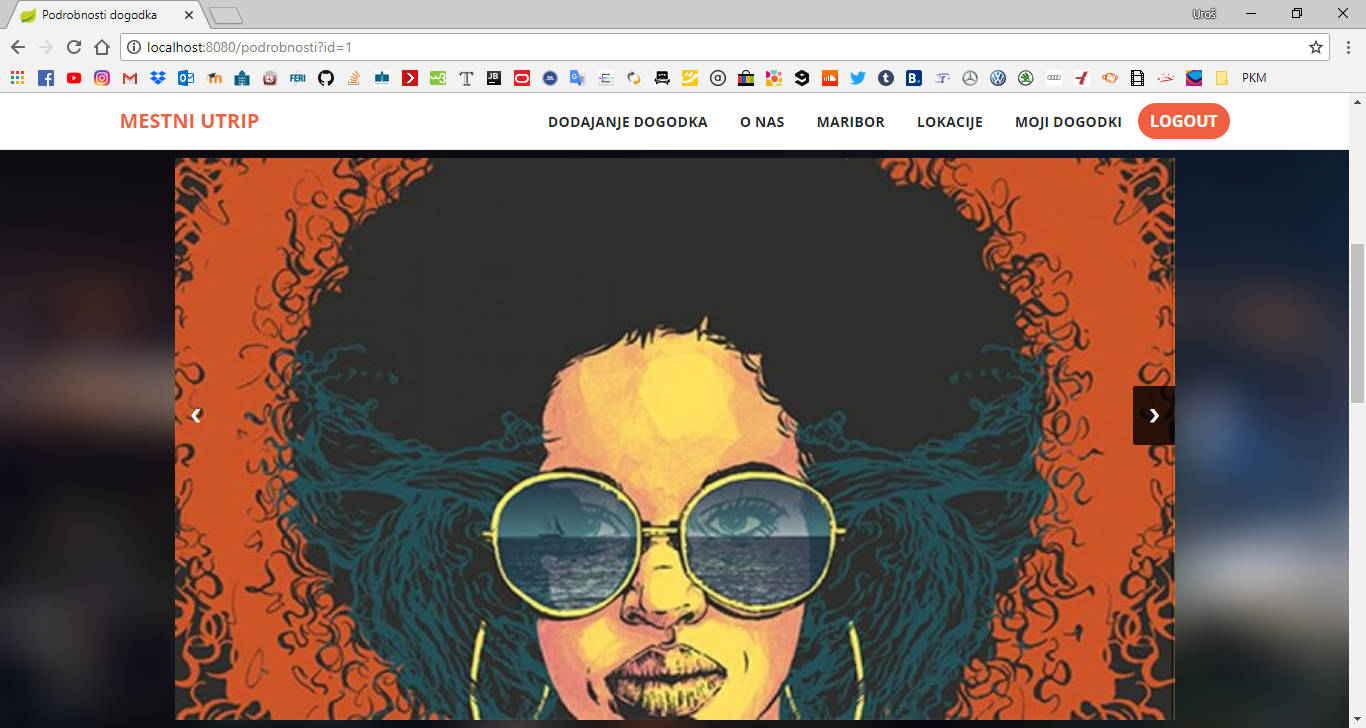 Podrobnosti dogodka
Uroš
localhost:8080/podrobnosti?id=1
FERI
PKM
MESTNI UTRIP
DODAJANJE DOGODKA
O NAS
MARIBOR
LOKACIJE
MOJI DOGODKI
LOGOUT